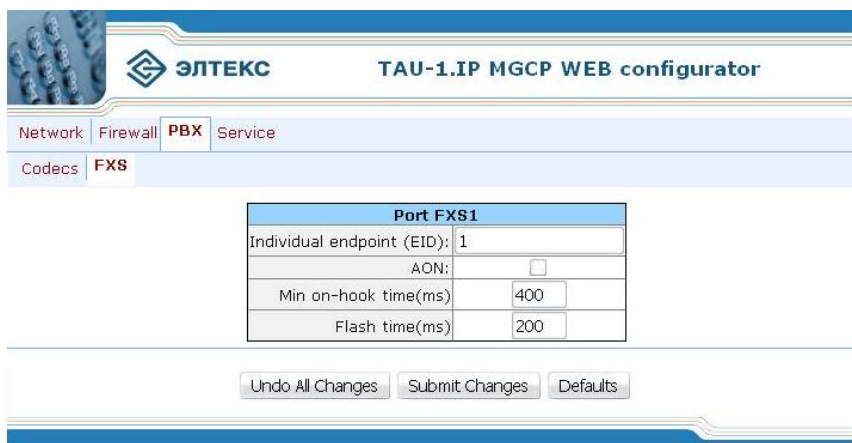 ЭЛТЕКС TAU-1.IP MGCP WEB configurator
Network Firewall PBX Service
Codecs FXS
Port FXS1
Individual endpoint (EID): 1
AON:
Min on-hook time(ms) 400
Flash time(ms) 200
Undo All Changes Submit Changes Defaults